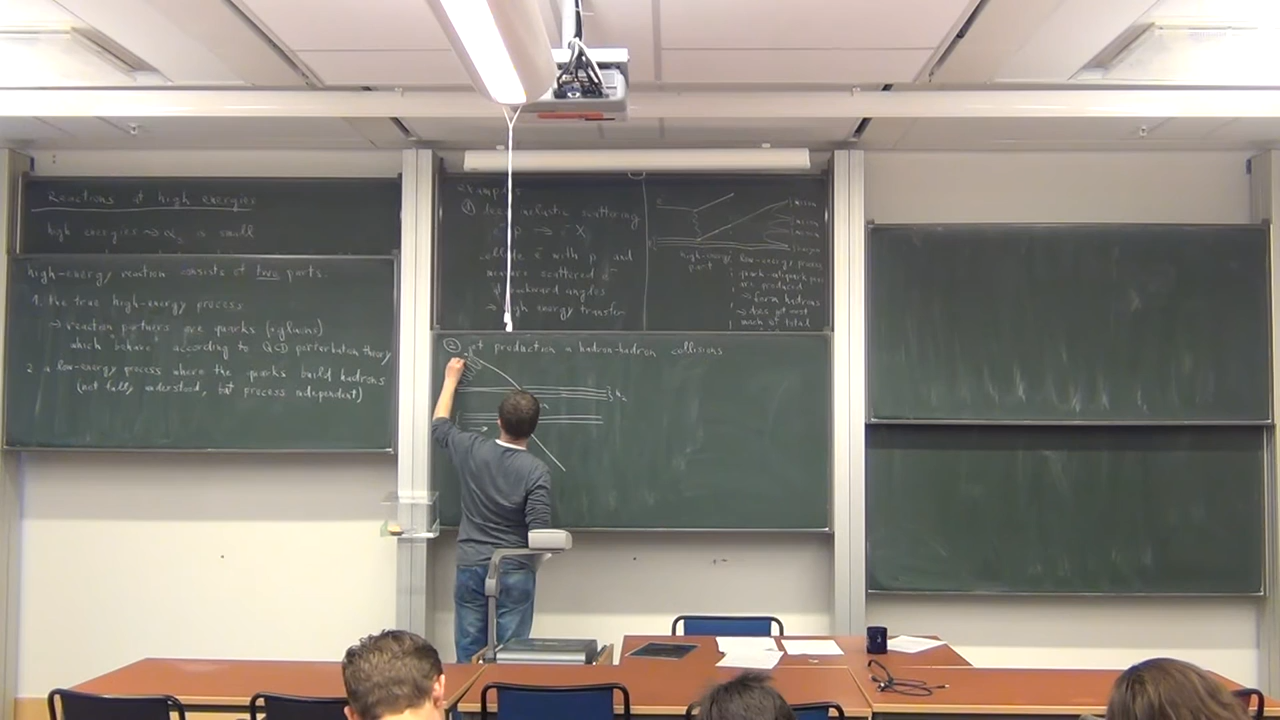 Reactions at high energies
high energies → α_s is small
high-energy reaction consists of two parts.
1. the true high-energy process
→ reaction partners are quarks (+gluons)
which "behave" according to QCD perturbation theory
2 a low-energy process where the quarks build hadrons
(not fully understood, but process independent)
examples
① deep inelastic scattering
e⁻ p → e⁻ X
collide e⁻ with p and
measure scattered e⁻
at backward angles
→ high energy transfer
high-energy part
low-energy process
quark-antiquark
are produced
→ form hadrons
→ does not cost
much of total
② jet production in hadron-hadron collisions